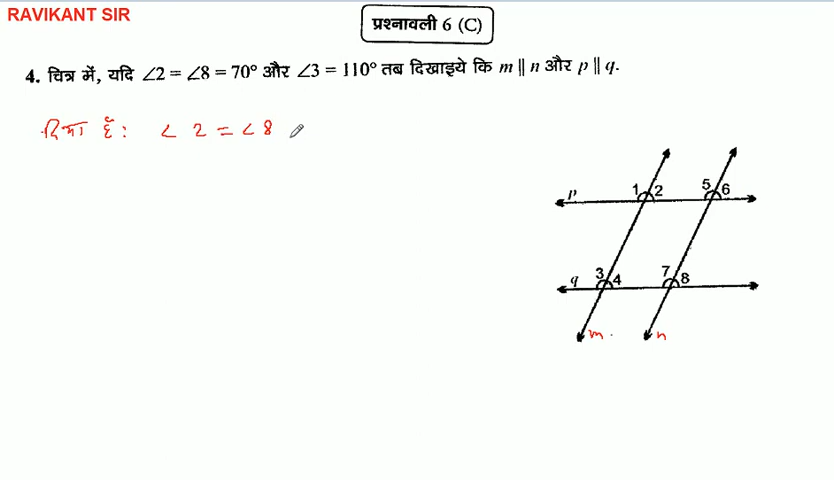 RAVIKANT SIR
प्रश्नावली 6 (C)
4. चित्र में, यदि ∠2 = ∠8 = 70° और ∠3 = 110° तब दिखाइये कि m || n और p || q.
दिया है: ∠ 2 = ∠ 8
p 1 2 5 6
q 3 4 7 8
m n